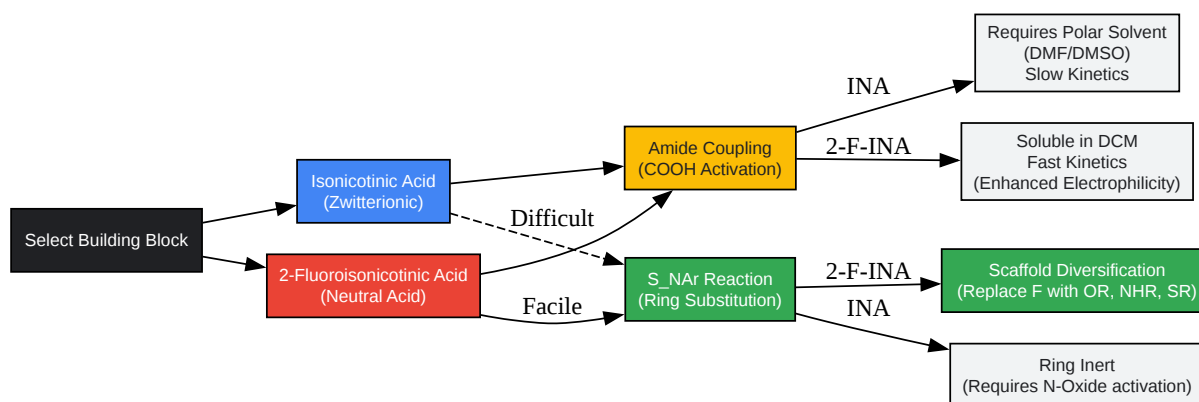 Select Building Block
Isonicotinic Acid
(Zwitterionic)
2-Fluoroisonicotinic Acid
(Neutral Acid)
Difficult
Facile
Amide Coupling
(COOH Activation)
S_NAr Reaction
(Ring Substitution)
INA
2-F-INA
2-F-INA
INA
Requires Polar Solvent
(DMF/DMSO)
Slow Kinetics
Soluble in DCM
Fast Kinetics
(Enhanced Electrophilicity)
Scaffold Diversification
(Replace F with OR, NHR, SR)
Ring Inert
(Requires N-Oxide activation)